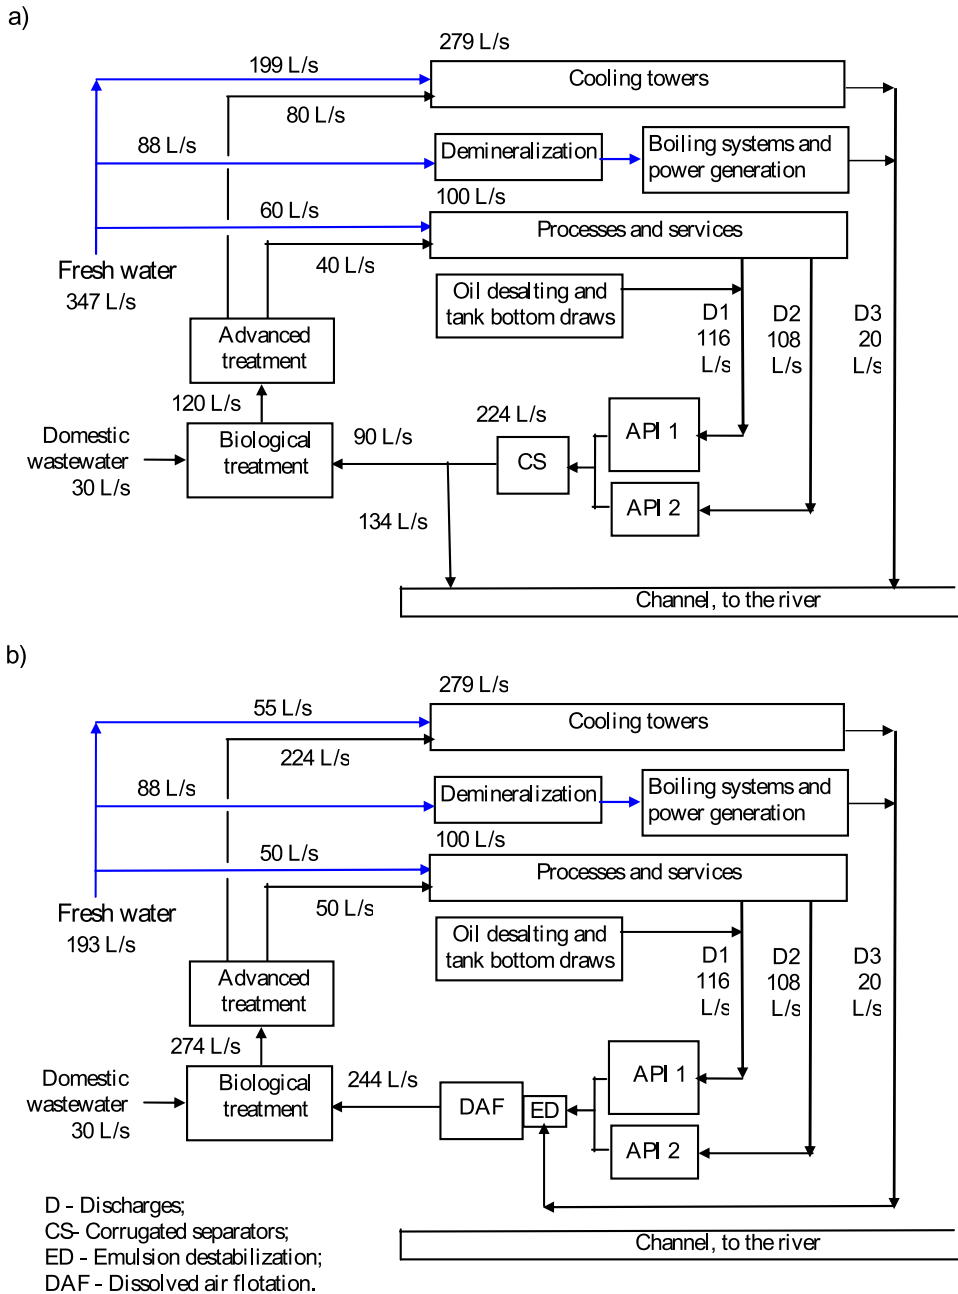 a)
279 L/s
199 L/s
Cooling towers
80 L/s
88 L/s
Demineralization
Boiling systems and
power generation
100 L/s
60 L/s
Processes and services
40 L/s
Fresh water
347 L/s
Oil desalting and
tank bottom draws
D1
116
L/s
D2
108
L/s
D3
20
L/s
Advanced
treatment
120 L/s
Domestic
wastewater
30 L/s
Biological
treatment
90 L/s
224 L/s
CS
API 1
API 2
134 L/s
Channel, to the river
b)
279 L/s
55 L/s
Cooling towers
224 L/s
88 L/s
Demineralization
Boiling systems and
power generation
100 L/s
50 L/s
Processes and services
50 L/s
Fresh water
193 L/s
Oil desalting and
tank bottom draws
D1
116
L/s
D2
108
L/s
D3
20
L/s
Advanced
treatment
274 L/s
Domestic
wastewater
30 L/s
Biological
treatment
244 L/s
DAF
ED
API 1
API 2
D - Discharges;
CS- Corrugated separators;
ED - Emulsion destabilization;
DAF - Dissolved air flotation.
Channel, to the river